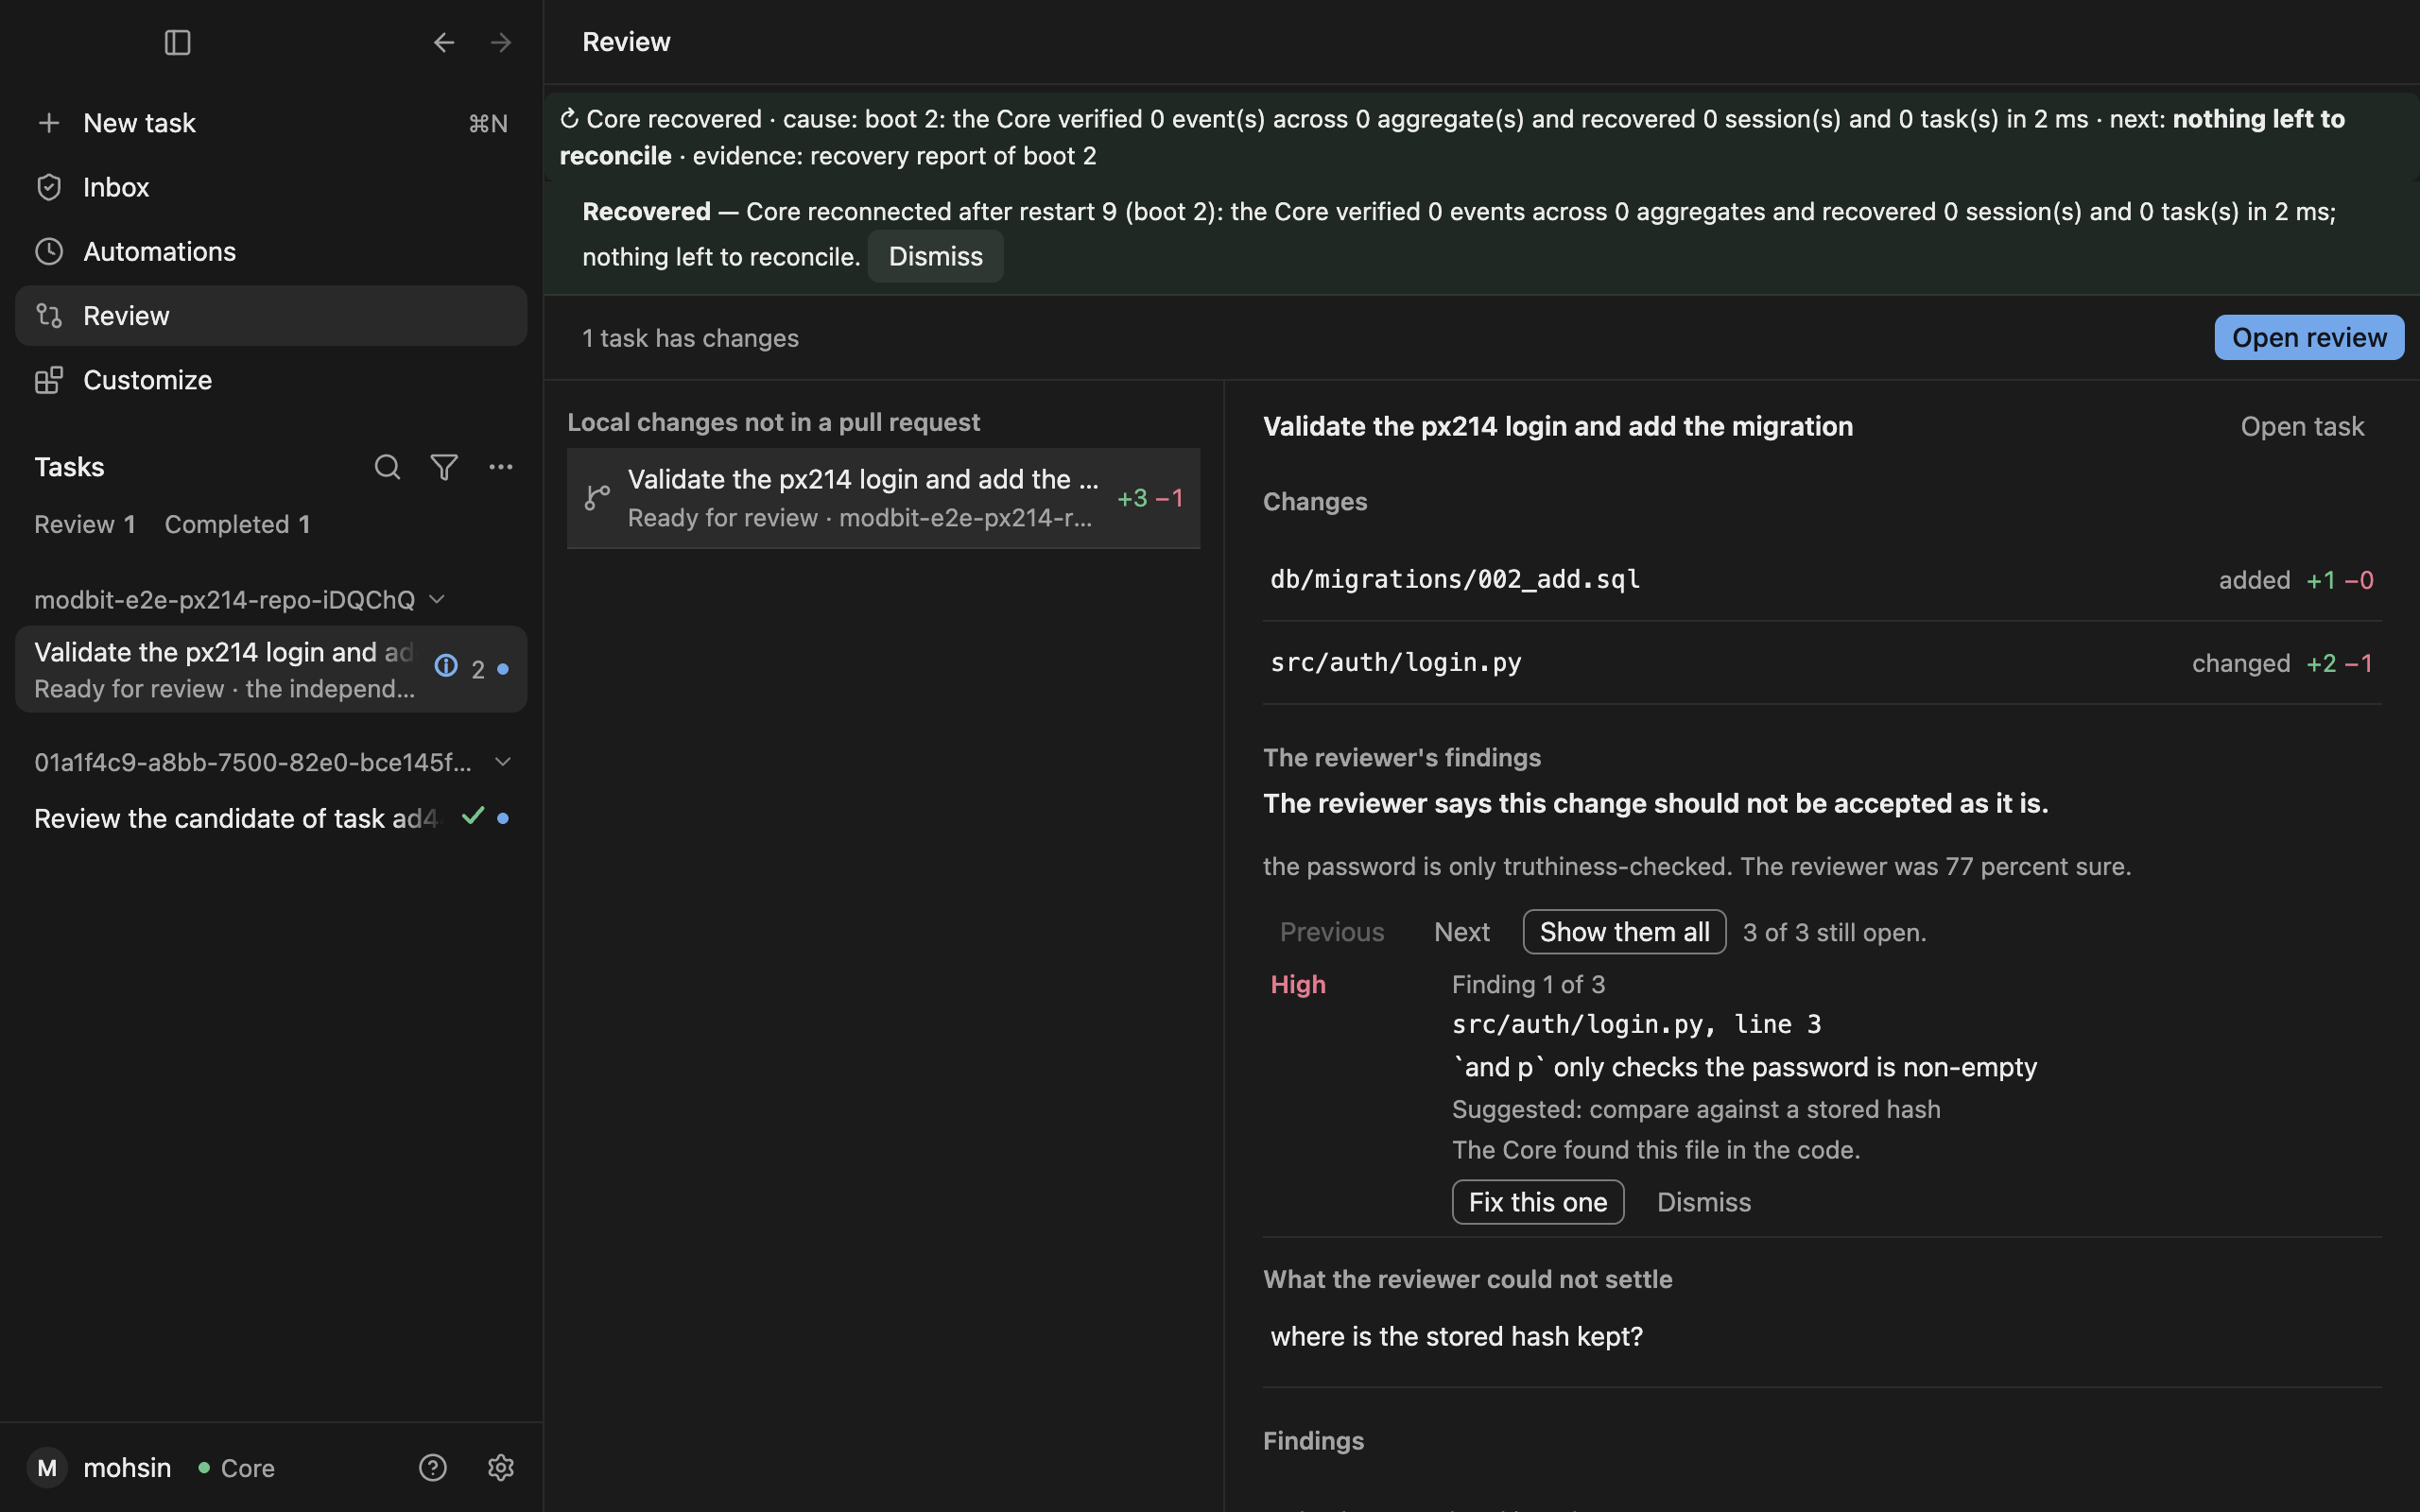 Review
New task ⌘N
Inbox
Automations
Review
Customize
Tasks
Review 1 Completed 1
modbit-e2e-px214-repo-iDQChQ
Validate the px214 login and ad
2
Ready for review · the independ...
01a1f4c9-a8bb-7500-82e0-bce145f...
Review the candidate of task ad4
M mohsin Core
Core recovered · cause: boot 2: the Core verified 0 event(s) across 0 aggregate(s) and recovered 0 session(s) and 0 task(s) in 2 ms · next: nothing left to
reconcile · evidence: recovery report of boot 2
Recovered — Core reconnected after restart 9 (boot 2): the Core verified 0 events across 0 aggregates and recovered 0 session(s) and 0 task(s) in 2 ms;
nothing left to reconcile. Dismiss
1 task has changes Open review
Local changes not in a pull request
Validate the px214 login and add the ...
+3 −1
Ready for review · modbit-e2e-px214-r...
Validate the px214 login and add the migration Open task
Changes
db/migrations/002_add.sql added +1 −0
src/auth/login.py changed +2 −1
The reviewer's findings
The reviewer says this change should not be accepted as it is.
the password is only truthiness-checked. The reviewer was 77 percent sure.
Previous Next Show them all 3 of 3 still open.
High Finding 1 of 3
src/auth/login.py, line 3
`and p` only checks the password is non-empty
Suggested: compare against a stored hash
The Core found this file in the code.
Fix this one Dismiss
What the reviewer could not settle
where is the stored hash kept?
Findings